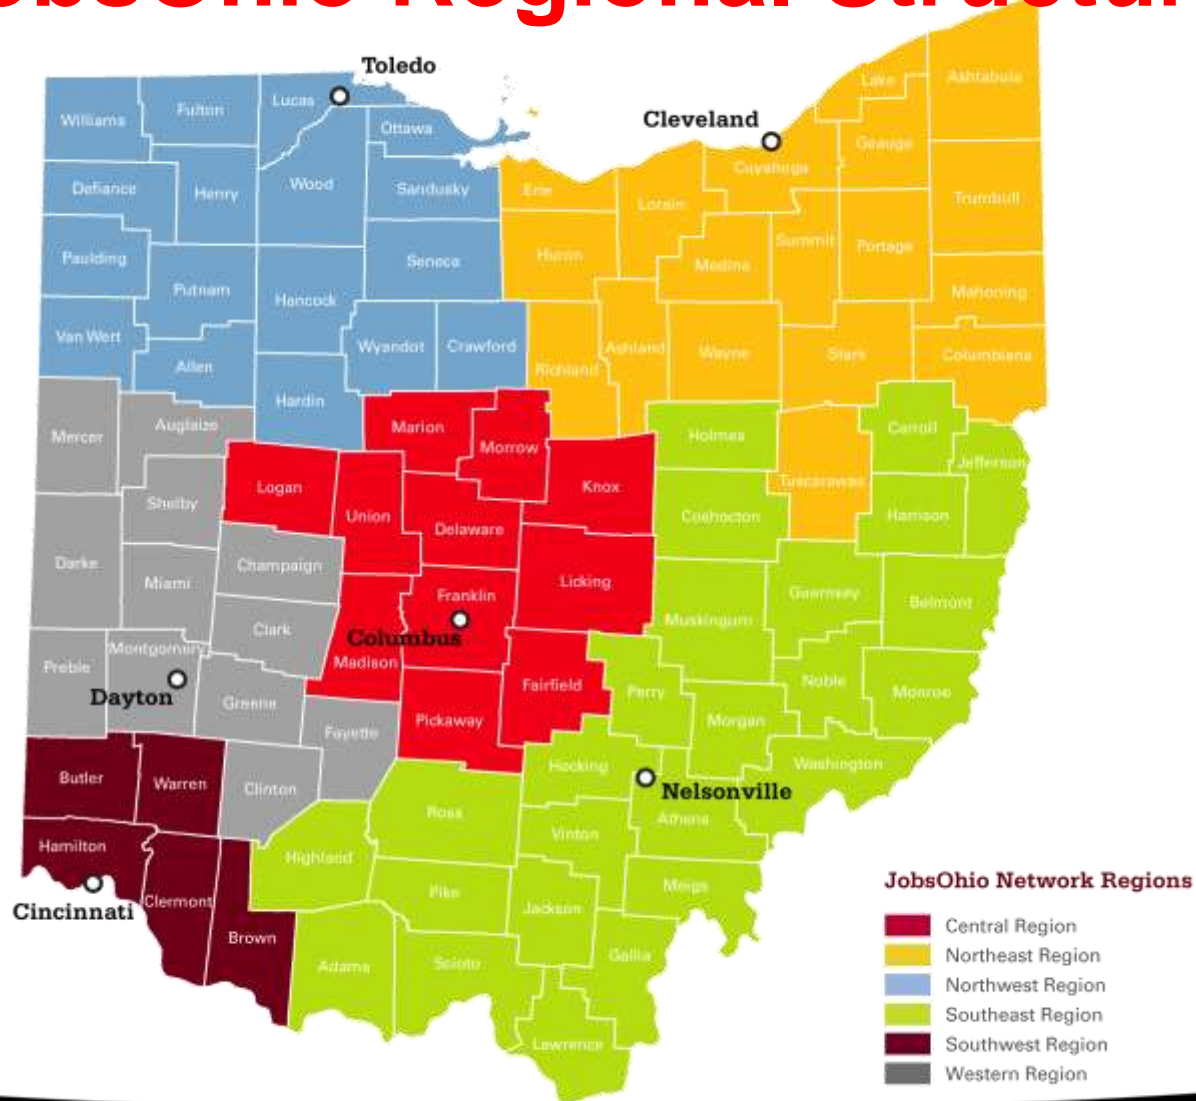 JobsOhio Regional Structur
Toledo
Cleveland
Williams
Fulton
Lucas
Ottawa
Lake
Ashtabula
Geauga
Cuyahoga
Defiance
Henry
Wood
Sandusky
Erie
Lorain
Trumbull
Paulding
Putnam
Hancock
Seneca
Huron
Medina
Summit
Portage
Mahoning
Van Wert
Allen
Wyandot
Crawford
Richland
Ashland
Wayne
Stark
Columbiana
Hardin
Mercer
Auglaize
Marion
Morrow
Holmes
Carroll
Jefferson
Logan
Knox
Tuscarawas
Shelby
Union
Delaware
Coshocton
Harrison
Darke
Miami
Champaign
Licking
Franklin
Columbus
Muskingum
Guernsey
Belmont
Clark
Madison
Preble
Montgomery
Dayton
Greene
Fairfield
Perry
Noble
Monroe
Pickaway
Morgan
Fayette
Butler
Warren
Clinton
Hocking
Nelsonville
Washington
Ross
Vinton
Athens
Hamilton
Cincinnati
Clermont
Highland
Brown
Pike
Jackson
Meigs
Adams
Scioto
Gallia
Lawrence
JobsOhio Network Regions
Central Region
Northeast Region
Northwest Region
Southeast Region
Southwest Region
Western Region